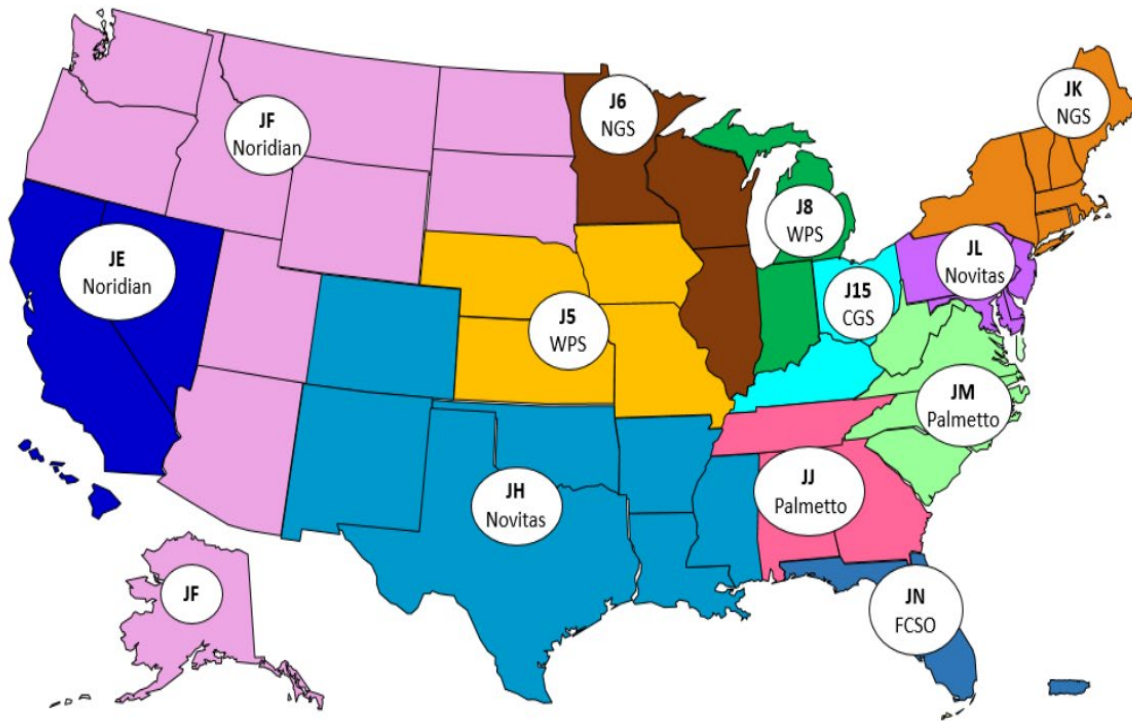 JF
Noridian
J6
NGS
JK
NGS
JE
Noridian
J8
WPS
JL
Novitas
J15
CGS
J5
WPS
JM
Palmetto
JH
Novitas
JJ
Palmetto
JF
JN
FCSO